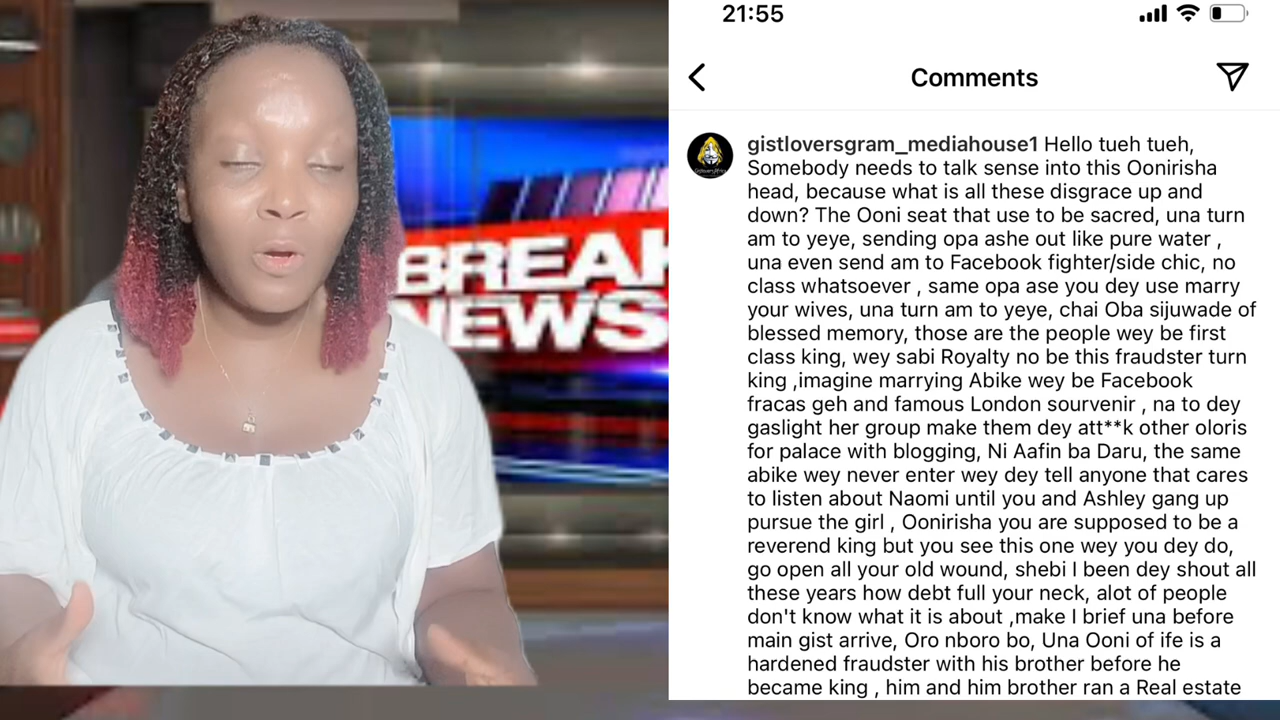 BREAK
NEWS
21:55
Comments
gistloversgram_mediahouse1 Hello tueh tueh,
Somebody needs to talk sense into this Oonirisha
head, because what is all these disgrace up and
down? The Ooni seat that use to be sacred, una turn
am to yeye, sending opa ashe out like pure water ,
una even send am to Facebook fighter/side chic, no
class whatsoever , same opa ase you dey use marry
your wives, una turn am to yeye, chai Oba sijuwade of
blessed memory, those are the people wey be first
class king, wey sabi Royalty no be this fraudster turn
king ,imagine marrying Abike wey be Facebook
fracas geh and famous London sourvenir , na to dey
gaslight her group make them dey att**k other oloris
for palace with blogging, Ni Aafin ba Daru, the same
abike wey never enter wey dey tell anyone that cares
to listen about Naomi until you and Ashley gang up
pursue the girl , Oonirisha you are supposed to be a
reverend king but you see this one wey you dey do,
go open all your old wound, shebi I been dey shout all
these years how debt full your neck, alot of people
don't know what it is about ,make I brief una before
main gist arrive, Oro nboro bo, Una Ooni of ife is a
hardened fraudster with his brother before he
became king , him and him brother ran a Real estate